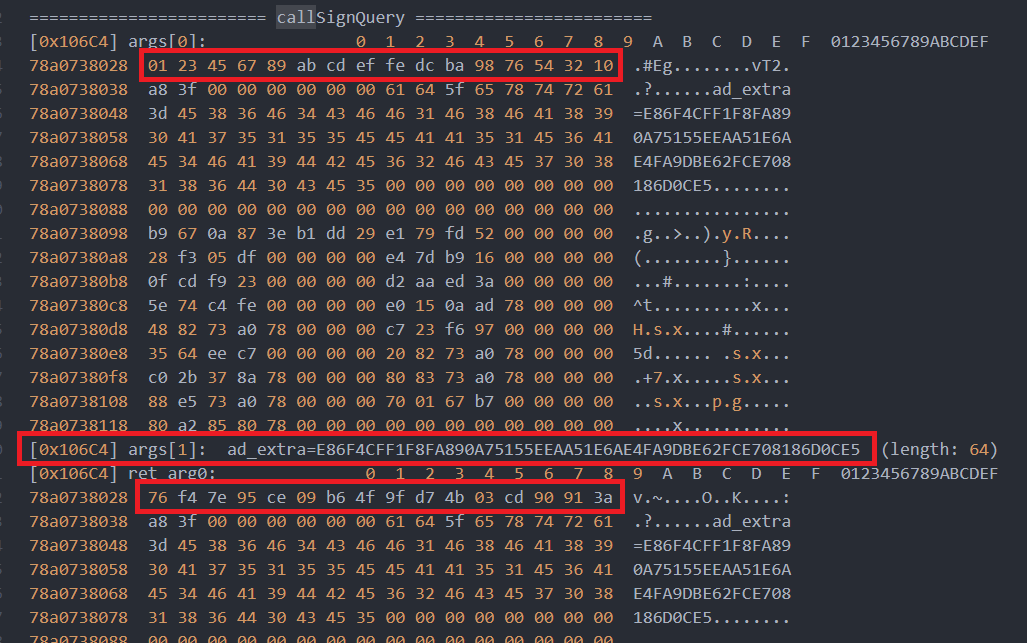 ======================= callSignQuery =======================
[0x106C4] args[0]: 0 1 2 3 4 5 6 7 8 9 A B C D E F 0123456789ABCDEF
78a0738028 01 23 45 67 89 ab cd ef fe dc ba 98 76 54 32 10 .#Eg........vT2.
78a0738038 a8 3f 00 00 00 00 00 00 61 64 5f 65 78 74 72 61 .?......ad_extra
78a0738048 3d 45 38 36 46 34 43 46 46 31 46 38 46 41 38 39 =E86F4CFF1F8FA89
78a0738058 30 41 37 35 31 35 35 45 45 41 41 35 31 45 36 41 0A75155EEAA51E6A
78a0738068 45 34 46 41 39 44 42 45 36 32 46 43 45 37 30 38 E4FA9DBE62FCE708
78a0738078 31 38 36 44 30 43 45 35 00 00 00 00 00 00 00 00 186D0CE5........
78a0738088 00 00 00 00 00 00 00 00 00 00 00 00 00 00 00 00 ................
78a0738098 b9 67 0a 87 3e b1 dd 29 e1 79 fd 52 00 00 00 00 .g..>..).y.R....
78a07380a8 28 f3 05 df 00 00 00 00 e4 7d b9 16 00 00 00 00 (........}......
78a07380b8 0f cd f9 23 00 00 00 00 d2 aa ed 3a 00 00 00 00 ...#.......:....
78a07380c8 5e 74 c4 fe 00 00 00 00 e0 15 0a ad 78 00 00 00 ^t..........x...
78a07380d8 48 82 73 a0 78 00 00 00 c7 23 f6 97 00 00 00 00 H.s.x....#......
78a07380e8 35 64 ee c7 00 00 00 00 20 82 73 a0 78 00 00 00 5d...... .s.x...
78a07380f8 c0 2b 37 8a 78 00 00 00 80 83 73 a0 78 00 00 00 .+7.x.....s.x...
78a0738108 88 e5 73 a0 78 00 00 00 70 01 67 b7 00 00 00 00 ..s.x...p.g.....
78a0738118 80 a2 85 80 78 00 00 00 00 00 00 00 00 00 00 00 ....x...........
[0x106C4] args[1]: ad_extra=E86F4CFF1F8FA890A75155EEAA51E6AE4FA9DBE62FCE708186D0CE5 (length: 64)
[0x106C4] ret arg0: 0 1 2 3 4 5 6 7 8 9 A B C D E F 0123456789ABCDEF
78a0738028 76 f4 7e 95 ce 09 b6 4f 9f d7 4b 03 cd 90 91 3a v.~....O..K....:
78a0738038 a8 3f 00 00 00 00 00 00 61 64 5f 65 78 74 72 61 .?......ad_extra
78a0738048 3d 45 38 36 46 34 43 46 46 31 46 38 46 41 38 39 =E86F4CFF1F8FA89
78a0738058 30 41 37 35 31 35 35 45 45 41 41 35 31 45 36 41 0A75155EEAA51E6A
78a0738068 45 34 46 41 39 44 42 45 36 32 46 43 45 37 30 38 E4FA9DBE62FCE708
78a0738078 31 38 36 44 30 43 45 35 00 00 00 00 00 00 00 00 186D0CE5........
78a0738088 00 00 00 00 00 00 00 00 00 00 00 00 00 00 00 00